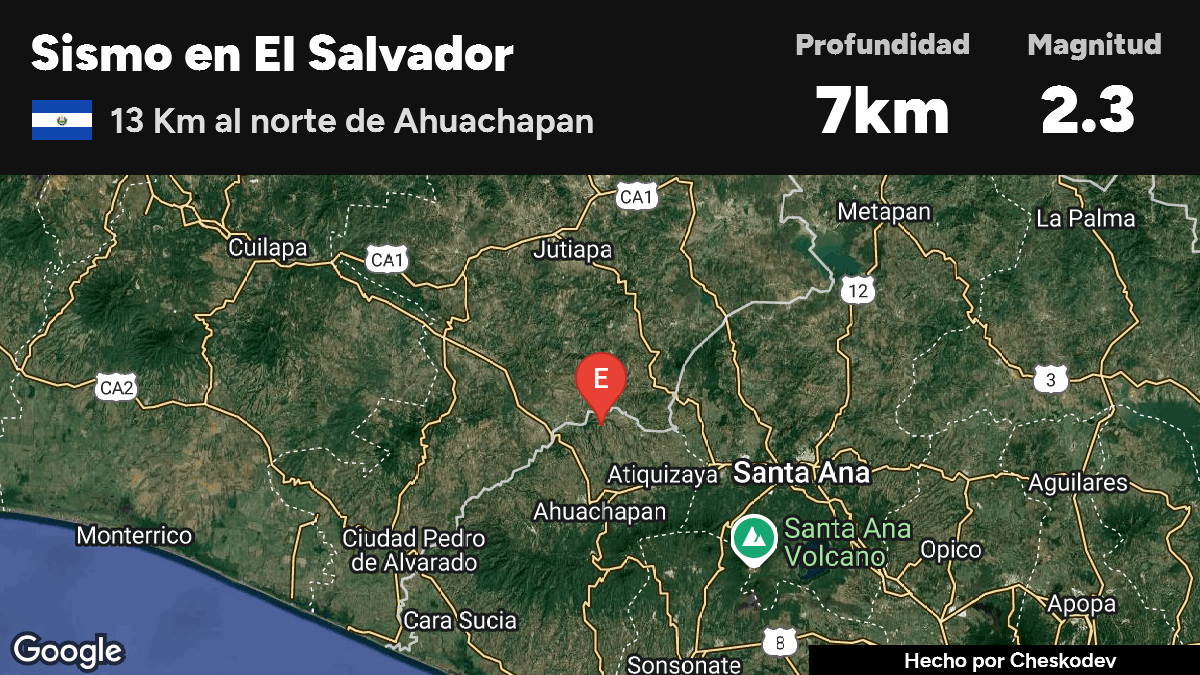 Sismo en El Salvador
13 Km al norte de Ahuachapan
Profundidad
7km
Magnitud
2.3
CA1
Metapan
La Palma
Cuilapa
CA1
Jutiapa
12
E
CA2
3
Atiquizaya
Santa Ana
Aguilares
Ahuachapan
Monterrico
Ciudad Pedro
de Alvarado
Santa Ana
Volcano
Opico
Apopa
Cara Sucia
8
Sonsonate
Google
Hecho por Cheskodev